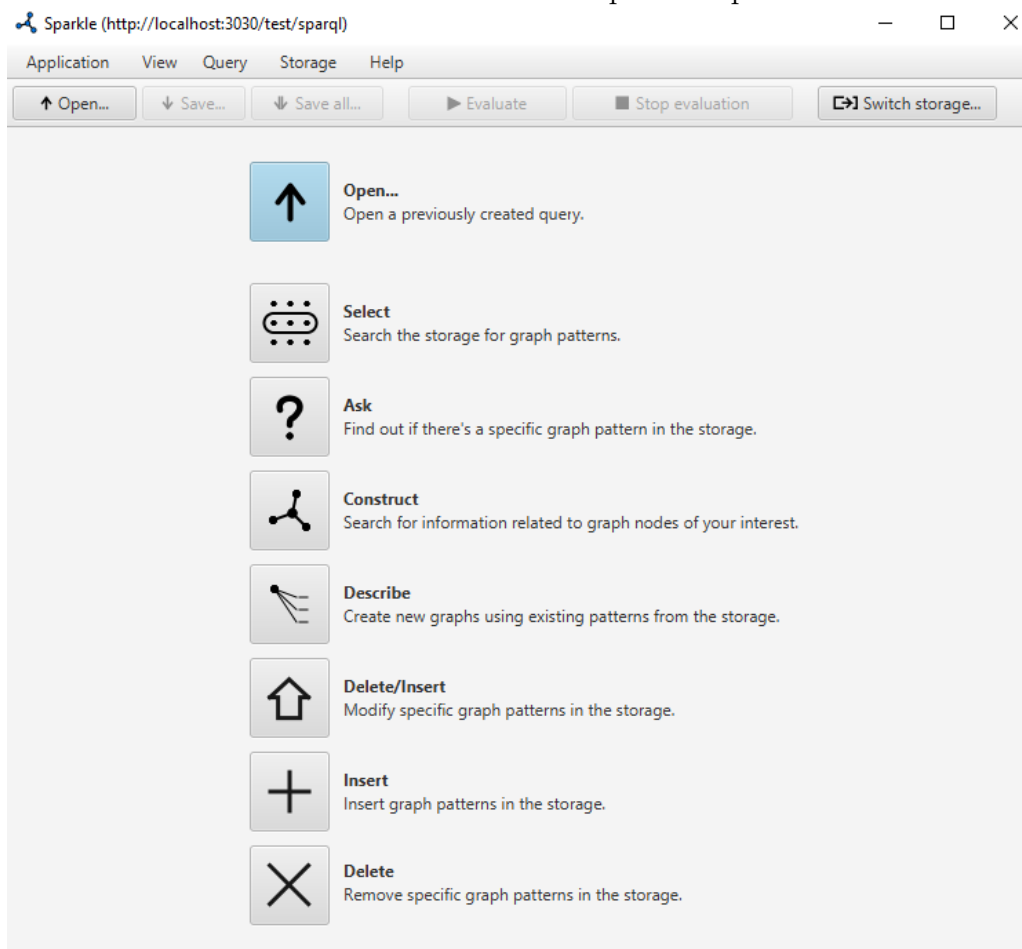 Sparkle (http://localhost:3030/test/sparql)
Application View Query Storage Help
Open... Save... Save all... Evaluate Stop evaluation Switch storage...
Open...
Open a previously created query.
Select
Search the storage for graph patterns.
Ask
Find out if there's a specific graph pattern in the storage.
Construct
Search for information related to graph nodes of your interest.
Describe
Create new graphs using existing patterns from the storage.
Delete/Insert
Modify specific graph patterns in the storage.
Insert
Insert graph patterns in the storage.
Delete
Remove specific graph patterns in the storage.